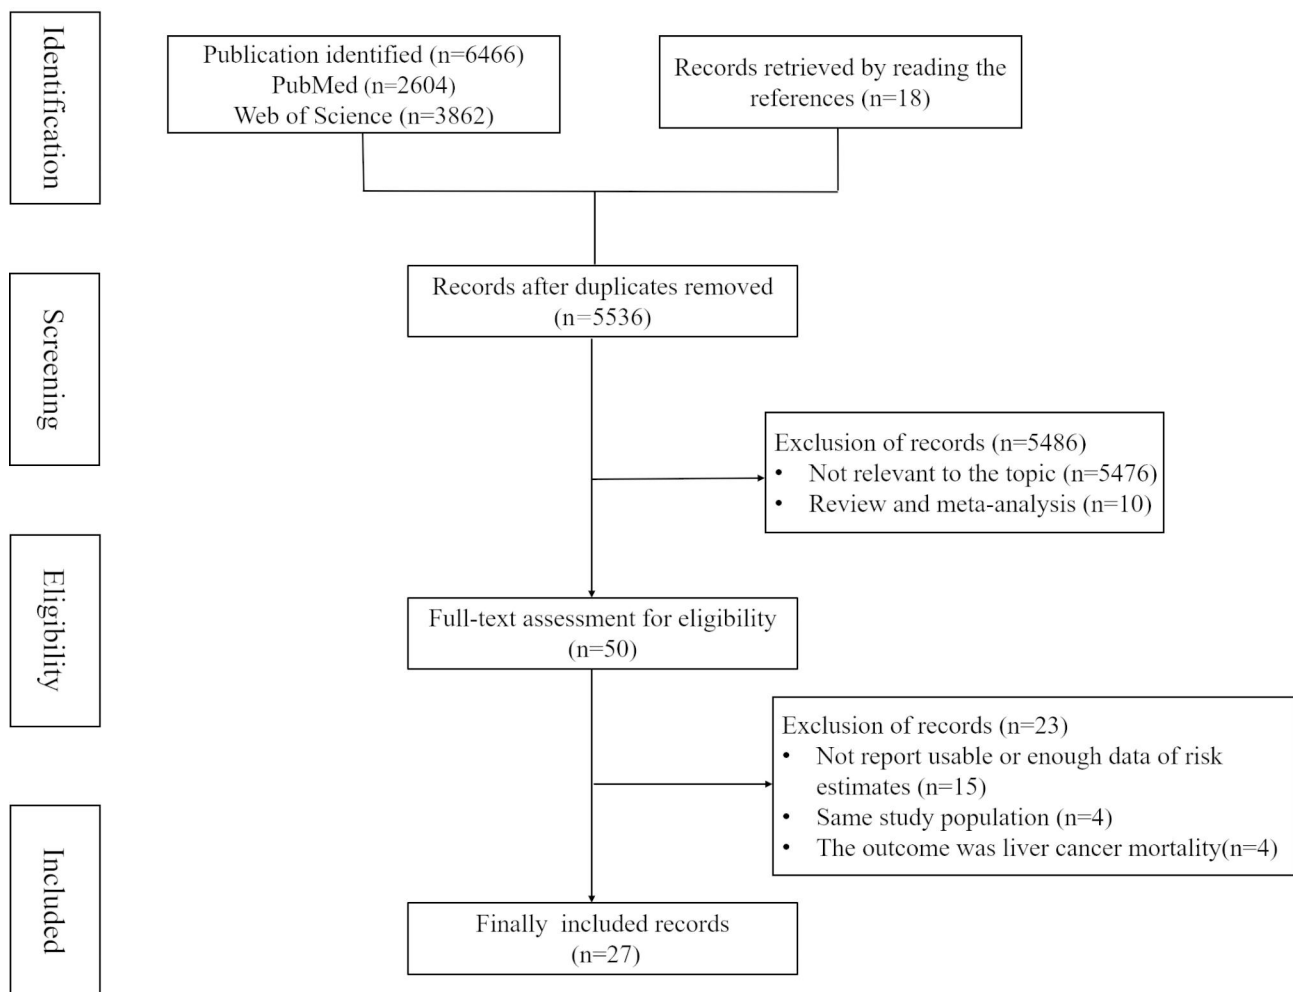 Identification
Publication identified (n=6466)
PubMed (n=2604)
Web of Science (n=3862)
Records retrieved by reading the
references (n=18)
Screening
Records after duplicates removed
(n=5536)
Exclusion of records (n=5486)
• Not relevant to the topic (n=5476)
• Review and meta-analysis (n=10)
Eligibility
Full-text assessment for eligibility
(n=50)
Exclusion of records (n=23)
• Not report usable or enough data of risk
estimates (n=15)
• Same study population (n=4)
• The outcome was liver cancer mortality(n=4)
Included
Finally included records
(n=27)